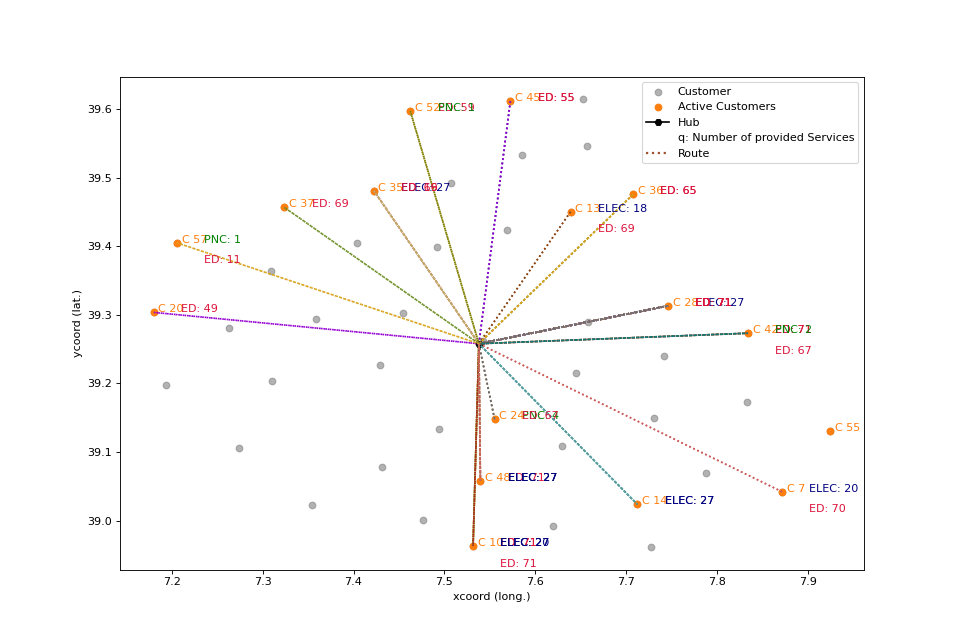 Customer
Active Customers
Hub
q: Number of provided Services
Route
C 45 ED: 55
C 52
C 35
C 36 ED: 65
C 37 ED: 69
C 13 ELEC: 18
ED: 69
C 57 PNC: 1
ED: 11
C 20 ED: 49
C 28
C 42
ED: 67
C 24
C 55
C 48 ELEC: 27
C 7 ELEC: 20
ED: 70
C 14 ELEC: 27
C 10 ELEC: 27
ED: 71
39.6
39.5
39.4
39.3
39.2
39.1
39.0
7.2 7.3 7.4 7.5 7.6 7.7 7.8 7.9
xcoord (long.)
ycoord (lat.)